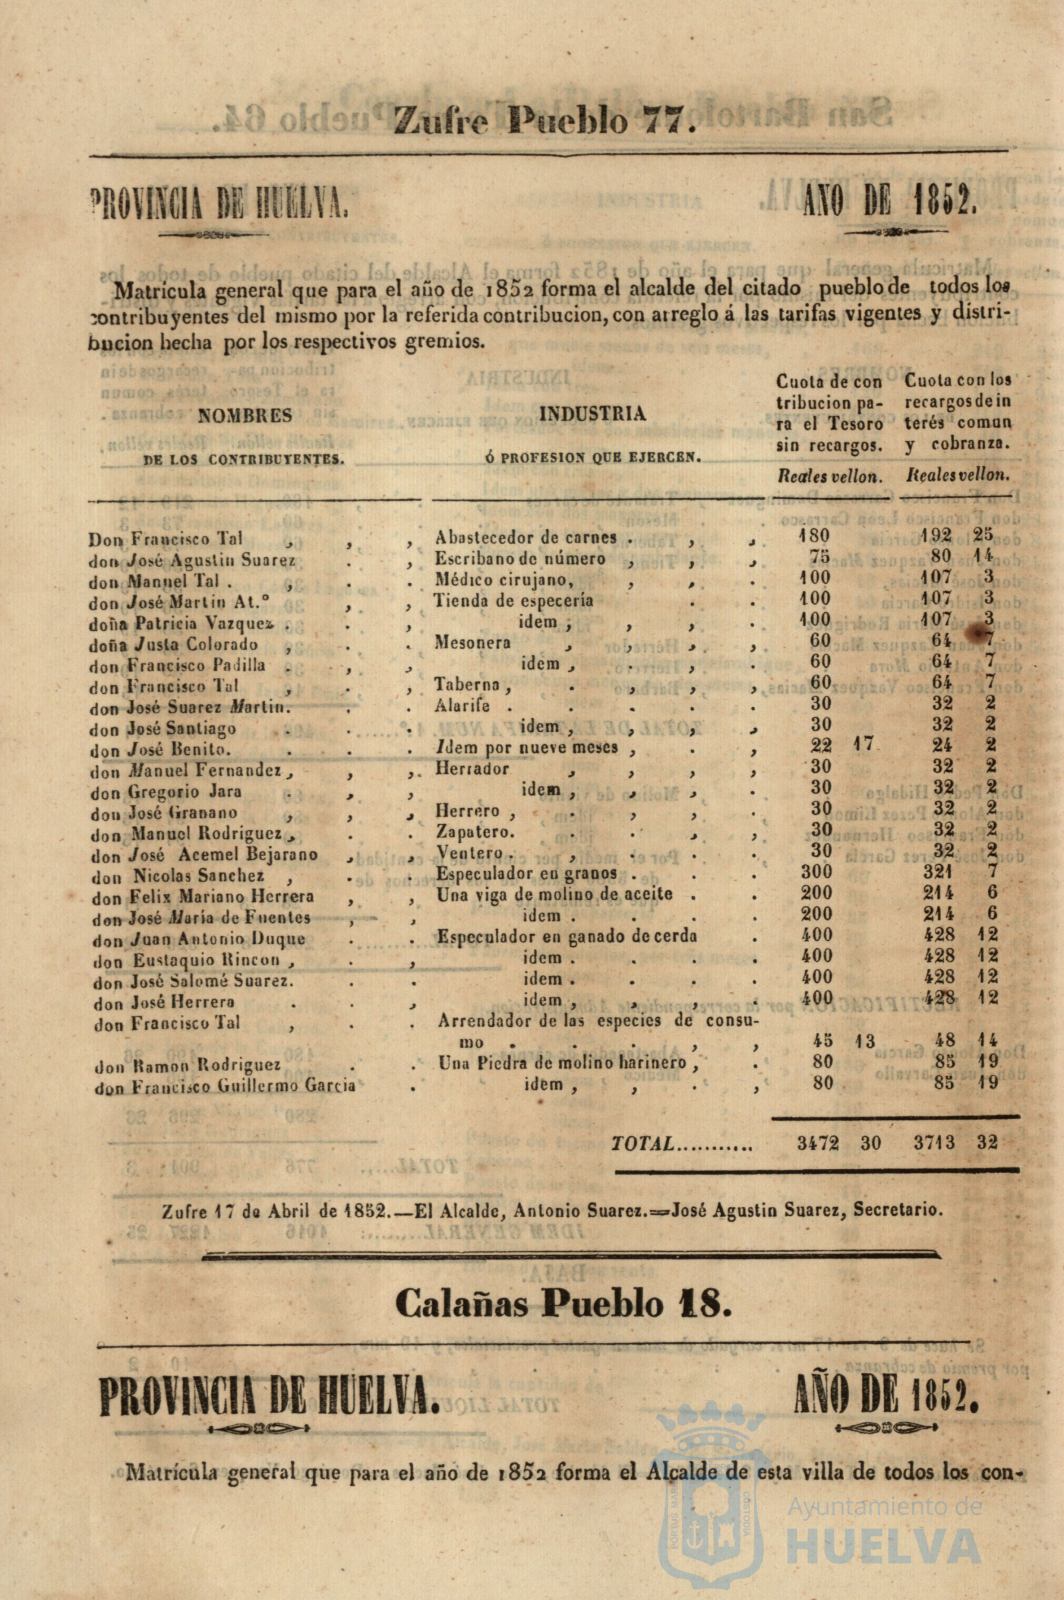 Zufre Pueblo 77.
PROVINCIA DE HUELVA. AÑO DE 1852.
Matrícula general que para el año de 1852 forma el alcalde del citado pueblo de todos los
contribuyentes del mismo por la referida contribucion, con arreglo á las tarifas vigentes y distri-
bucion hecha por los respectivos gremios.
NOMBRES
DE LOS CONTRIBUYENTES.
INDUSTRIA
Ó PROFESION QUE EJERCEN.
Cuota de con
tribucion pa-
ra el Tesoro
sin recargos.
Reales vellon.
Cuota con los
recargos de in
terés comun
y cobranza.
Reales vellon.
Don Francisco Tal , , , Abastecedor de carnes . , , 180 192 25
don José Agustin Suarez . , Escribano de número , , , 75 80 14
don Manuel Tal . , . . Médico cirujano, , , . 100 107 3
don José Martin At.º , , Tienda de especería . . 100 107 3
doña Patricia Vazquez . . , idem , , , . 100 107 3
doña Justa Colorado , . . Mesonera , , , , 60 64 7
don Francisco Padilla . , , idem , . , . 60 64 7
don Francisco Tal , . , Taberna , . , , , 60 64 7
don José Suarez Martin. . . Alarife . . . . . 30 32 2
don José Santiago . . . idem , , , , 30 32 2
don José Benito. . . . Idem por nueve meses , . , 22 17 24 2
don Manuel Fernandez , , , . Herrador , , , , 30 32 2
don Gregorio Jara . , , idem , , , . 30 32 2
don José Granano , , , Herrero , . , , . 30 32 2
don Manuel Rodriguez , . . Zapatero. . . , , 30 32 2
don José Acemel Bejarano , , Ventero . , . . . 30 32 2
don Nicolas Sanchez , . . Especulador en granos . . . 300 321 7
don Felix Mariano Herrera , , Una viga de molino de aceite . . 200 214 6
don José María de Fuentes , , idem . . . . 200 214 6
don Juan Antonio Duque . . Especulador en ganado de cerda . 400 428 12
don Eustaquio Rincon , . , idem . . . . 400 428 12
don José Salomé Suarez. . . idem . . . . 400 428 12
don José Herrera . . , idem , , , . 400 428 12
don Francisco Tal , . . Arrendador de las especies de consu-
mo . . . , , 45 13 48 14
don Ramon Rodriguez . . Una Piedra de molino harinero , . 80 85 19
don Francisco Guillermo Garcia . idem , , . , 80 85 19
TOTAL........... 3472 30 3713 32
Zufre 17 de Abril de 1852.—El Alcalde, Antonio Suarez.=José Agustin Suarez, Secretario.
Calañas Pueblo 18.
PROVINCIA DE HUELVA. AÑO DE 1852.
Matrícula general que para el año de 1852 forma el Alcalde de esta villa de todos los con-
Ayuntamiento de
HUELVA